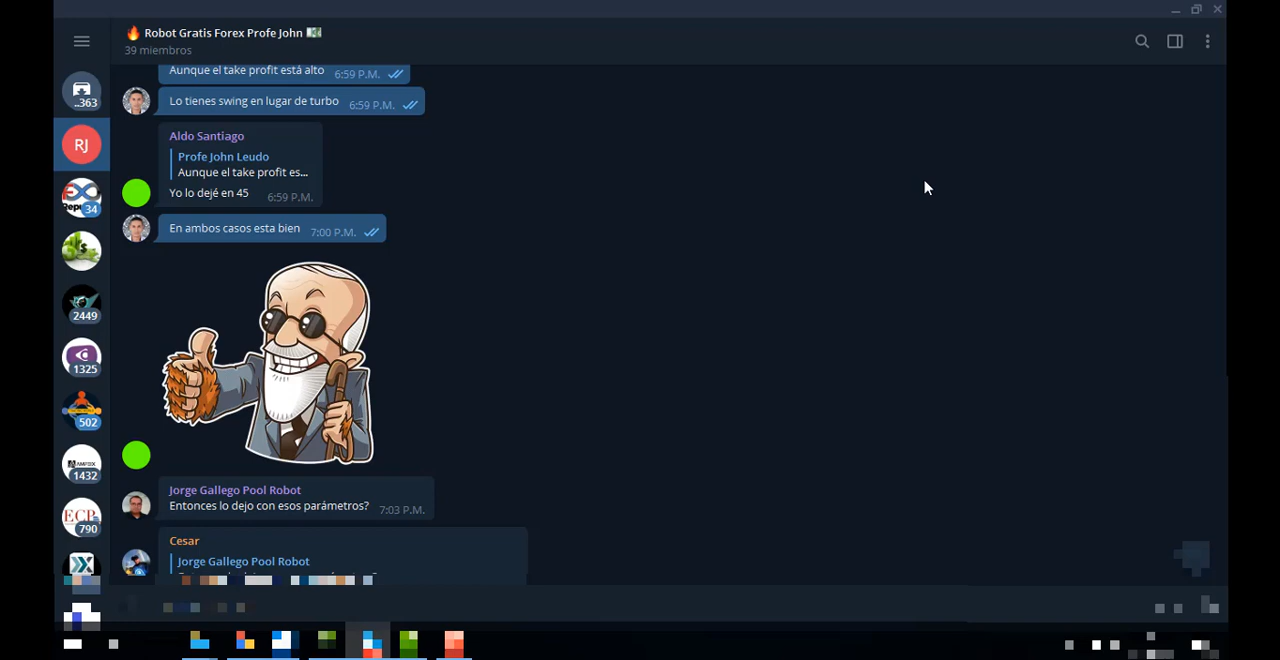 🔥 Robot Gratis Forex Profe John 💵
39 miembros
..363
Aunque el take profit está alto 6:59 P.M.
Lo tienes swing en lugar de turbo 6:59 P.M.
RJ
Aldo Santiago
Profe John Leudo
Aunque el take profit es...
Yo lo dejé en 45 6:59 P.M.
34
En ambos casos esta bien 7:00 P.M.
2449
1325
502
1432
Jorge Gallego Pool Robot
Entonces lo dejo con esos parámetros? 7:03 P.M.
ECP
790
Cesar
Jorge Gallego Pool Robot